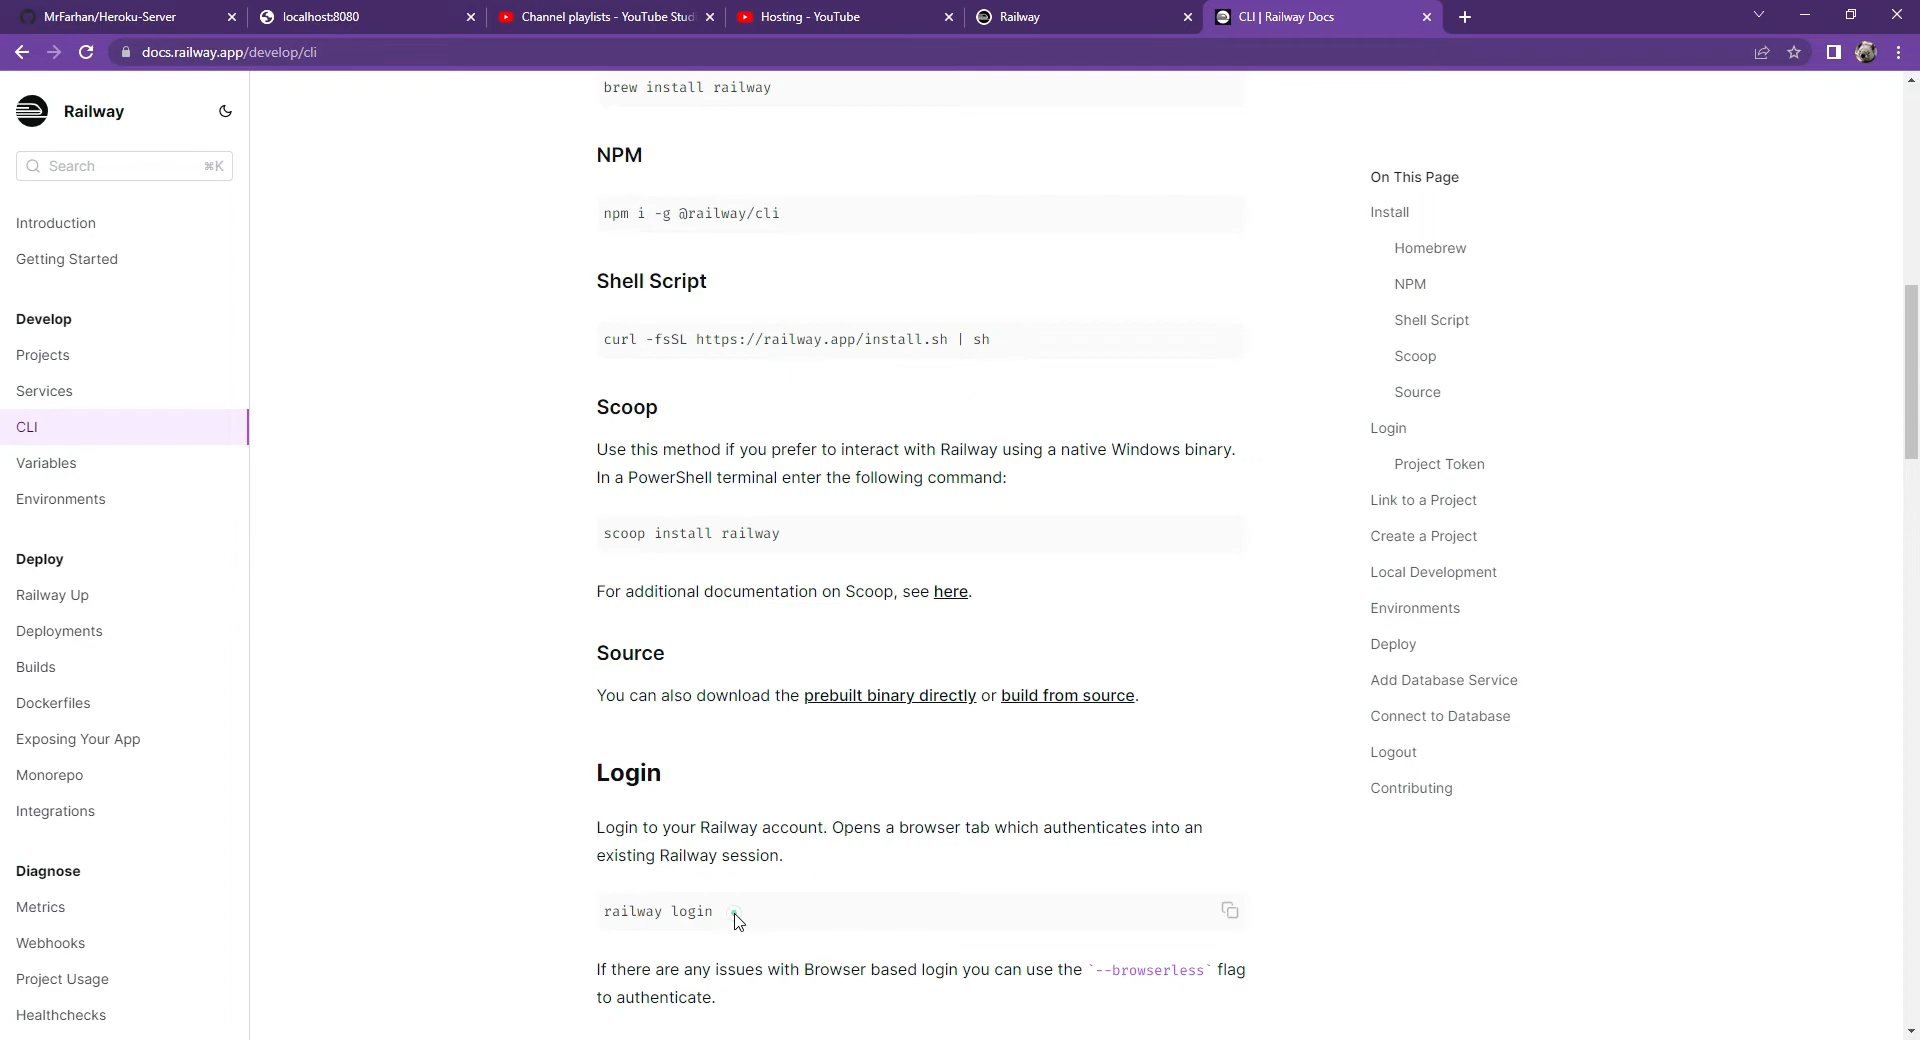 MrFarhan/Heroku-Server
localhost:8080
Channel playlists - YouTube Stud
Hosting - YouTube
Railway
CLI | Railway Docs
docs.railway.app/develop/cli
Railway
Search
⌘K
Introduction
Getting Started
Develop
Projects
Services
CLI
Variables
Environments
Deploy
Railway Up
Deployments
Builds
Dockerfiles
Exposing Your App
Monorepo
Integrations
Diagnose
Metrics
Webhooks
Project Usage
Healthchecks
brew install railway
NPM
npm i -g @railway/cli
Shell Script
curl -fsSL https://railway.app/install.sh | sh
Scoop
Use this method if you prefer to interact with Railway using a native Windows binary.
In a PowerShell terminal enter the following command:
scoop install railway
For additional documentation on Scoop, see here.
Source
You can also download the prebuilt binary directly or build from source.
Login
Login to your Railway account. Opens a browser tab which authenticates into an
existing Railway session.
railway login
If there are any issues with Browser based login you can use the `--browserless` flag
to authenticate.
On This Page
Install
Homebrew
NPM
Shell Script
Scoop
Source
Login
Project Token
Link to a Project
Create a Project
Local Development
Environments
Deploy
Add Database Service
Connect to Database
Logout
Contributing